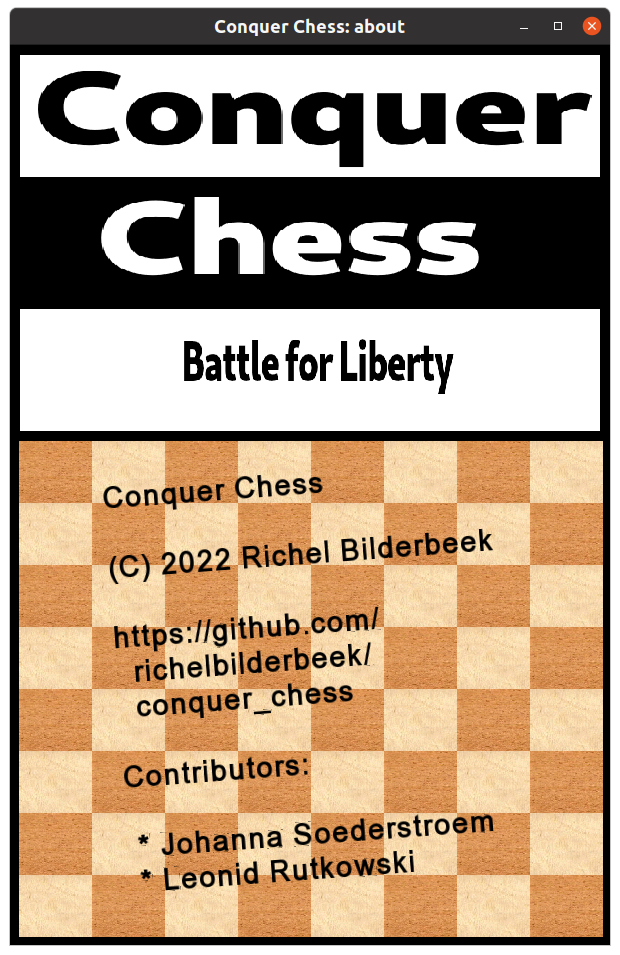 Conquer Chess: about
Conquer
Chess
Battle for Liberty
Conquer Chess
(C) 2022 Richel Bilderbeek
https://github.com/
richelbilderbeek/
conquer_chess
Contributors:
* Johanna Soederstroem
* Leonid Rutkowski